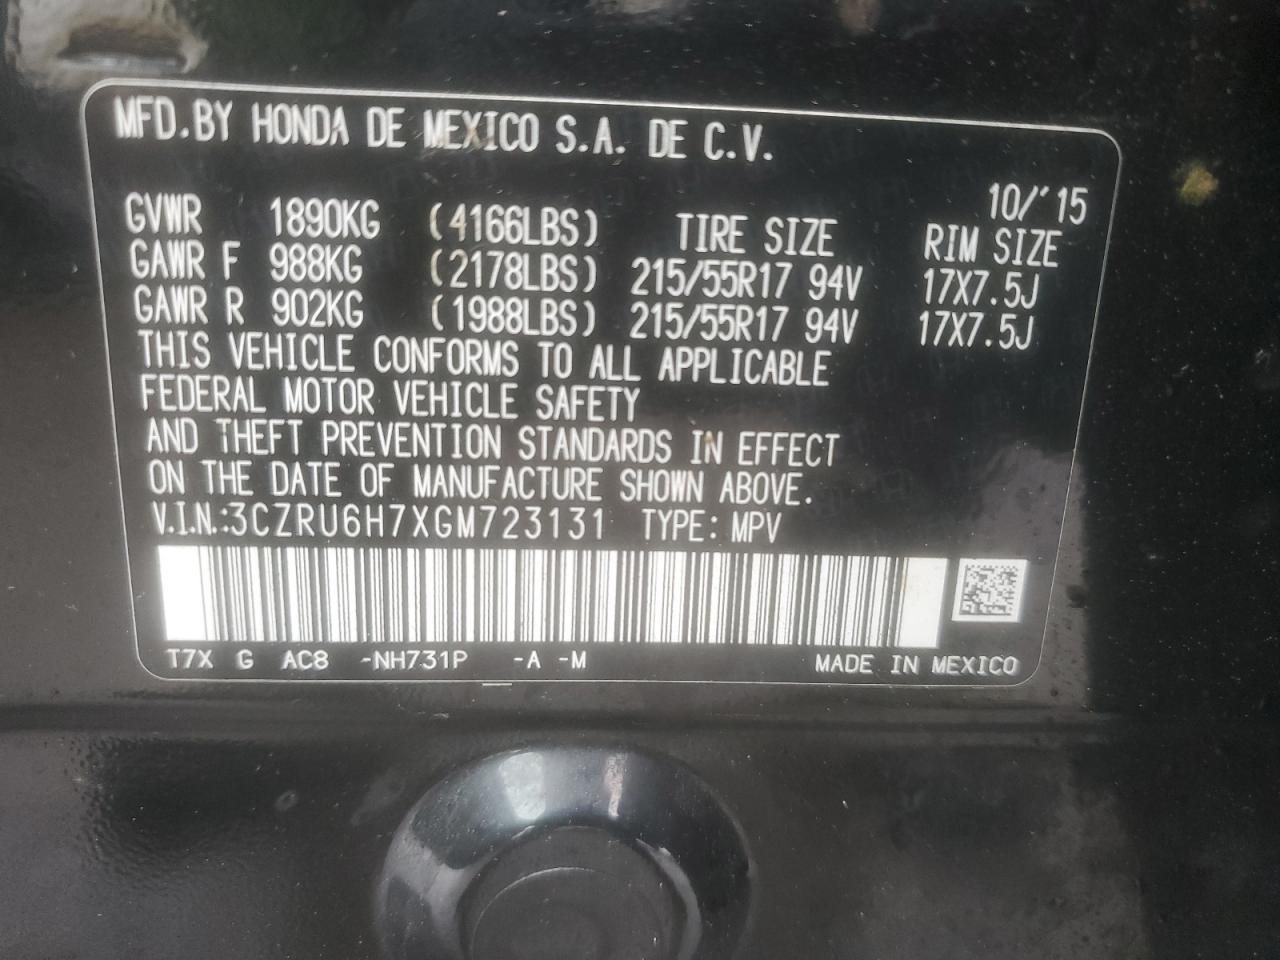 MFD.BY HONDA DE MEXICO S.A. DE C.V.
10/'15
GVWR 1890KG (4166LBS) TIRE SIZE RIM SIZE
GAWR F 988KG (2178LBS) 215/55R17 94V 17X7.5J
GAWR R 902KG (1988LBS) 215/55R17 94V 17X7.5J
THIS VEHICLE CONFORMS TO ALL APPLICABLE
FEDERAL MOTOR VEHICLE SAFETY
AND THEFT PREVENTION STANDARDS IN EFFECT
ON THE DATE OF MANUFACTURE SHOWN ABOVE.
V.I.N.:3CZRU6H7XGM723131 TYPE: MPV
T7X G AC8 -NH731P -A -M MADE IN MEXICO